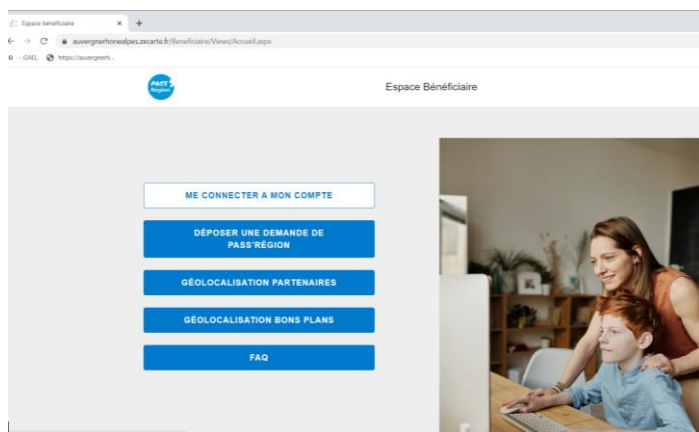 Espace bénéficiaire
auvergnerhonealpes.zecarte.fr/Beneficiaire/Views/Accueil.aspx
G - GAEL https://auvergnerh...
PASS'
Région
Espace Bénéficiaire
ME CONNECTER A MON COMPTE
DÉPOSER UNE DEMANDE DE
PASS'RÉGION
GÉOLOCALISATION PARTENAIRES
GÉOLOCALISATION BONS PLANS
FAQ